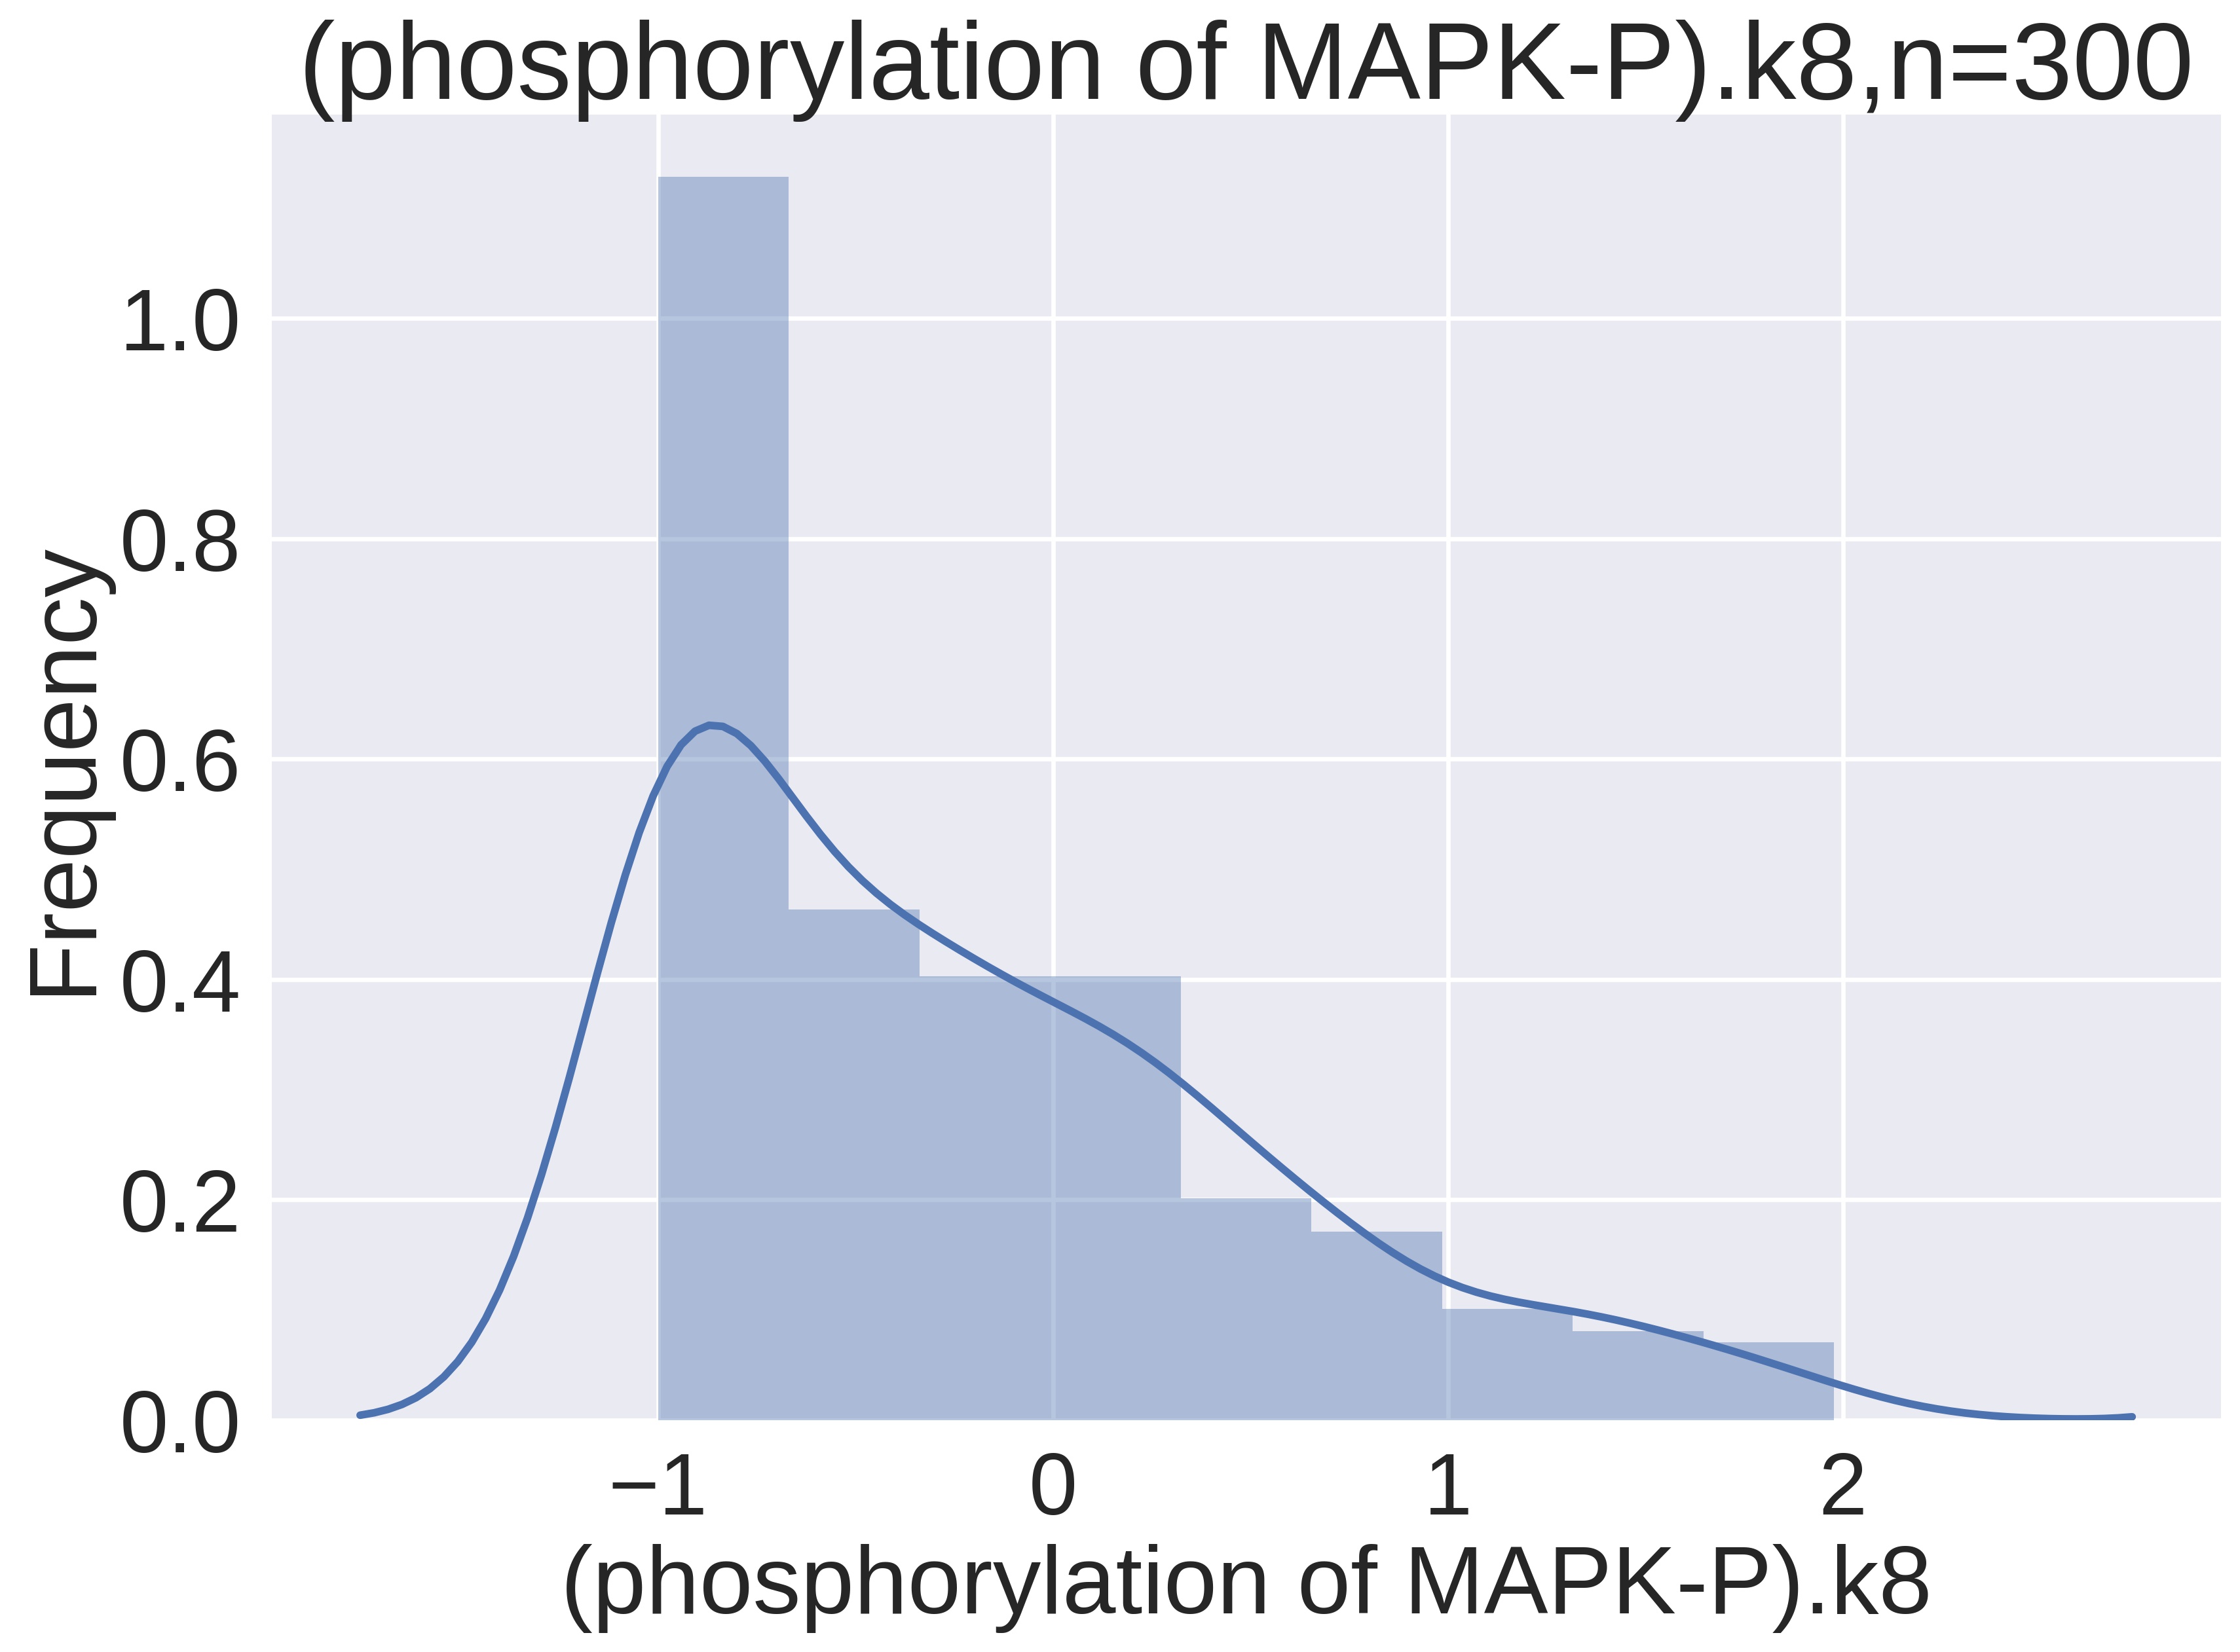 (phosphorylation of MAPK-P).k8,n=300
Frequency
1.0
0.8
0.6
0.4
0.2
0.0
−1 0 1 2
(phosphorylation of MAPK-P).k8